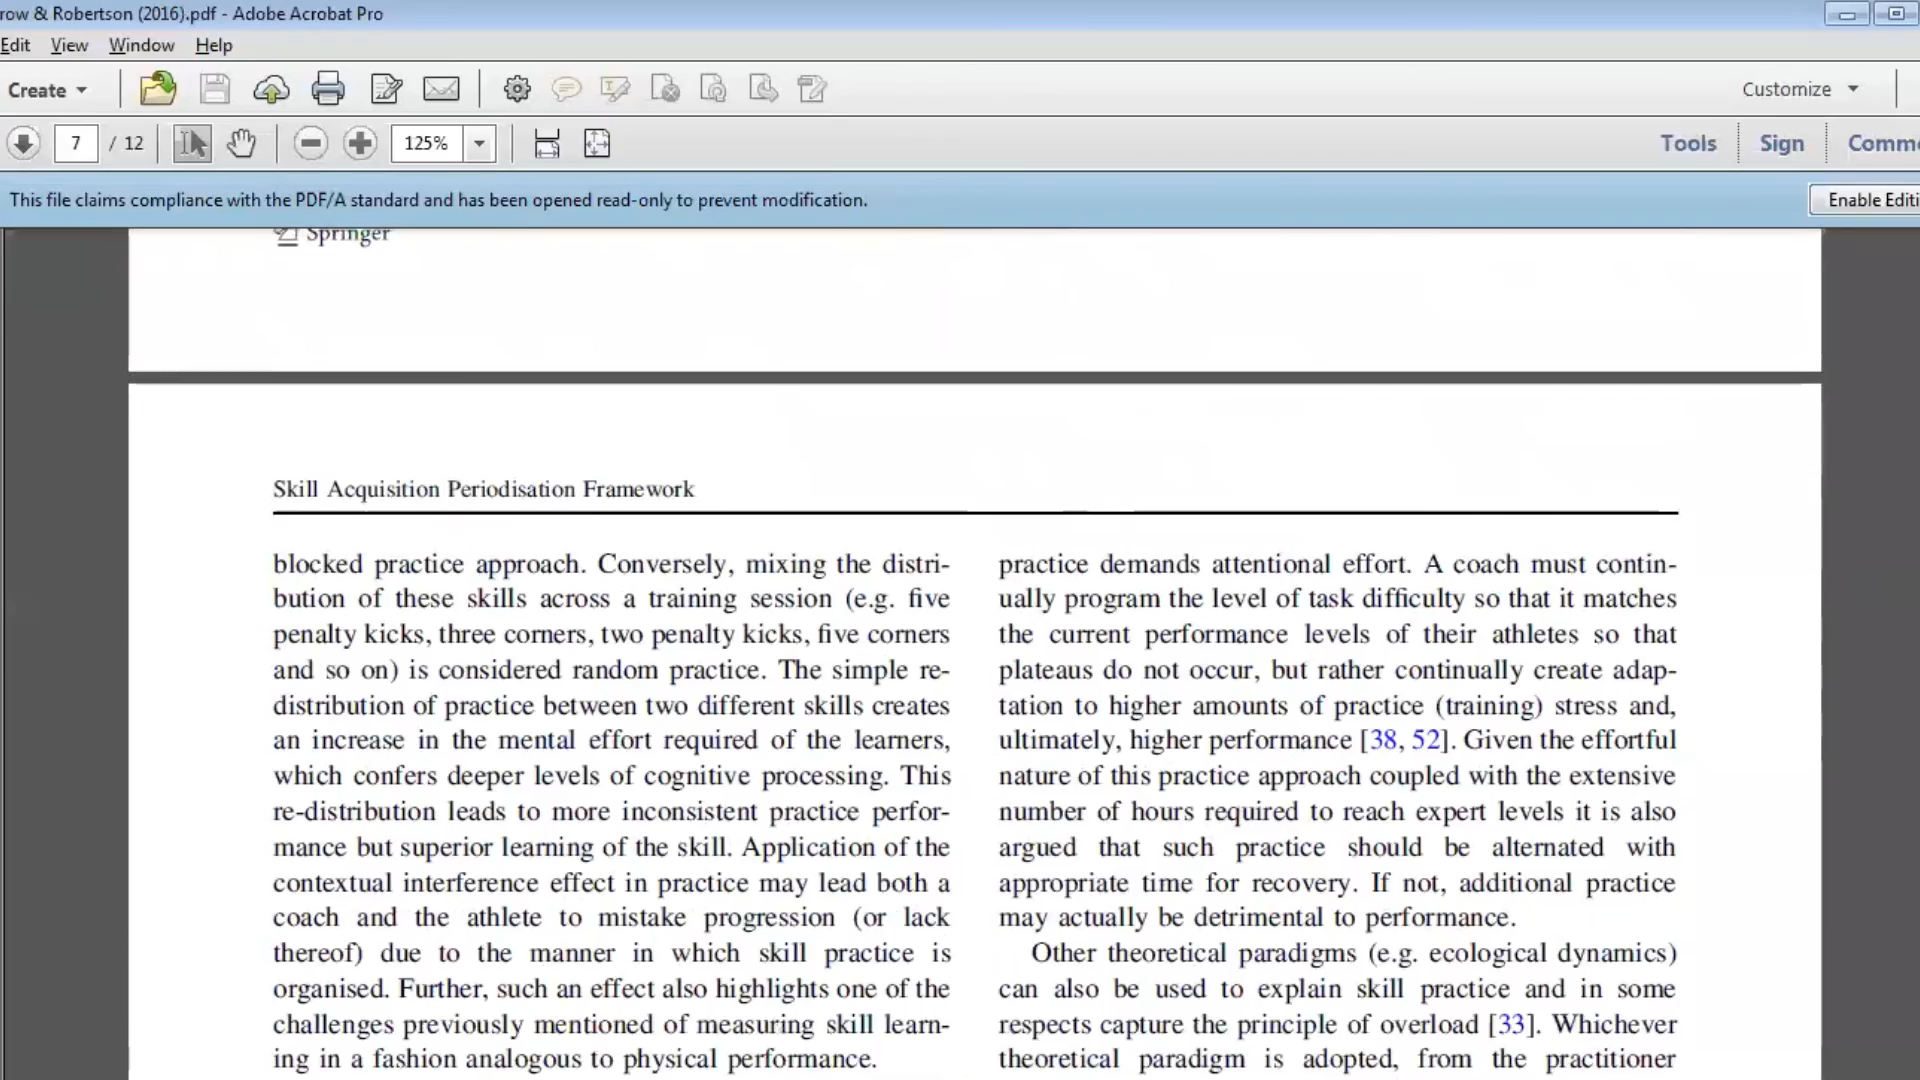 row & Robertson (2016).pdf - Adobe Acrobat Pro
Edit View Window Help
Create Customize
7 / 12 125% Tools Sign Comm
This file claims compliance with the PDF/A standard and has been opened read-only to prevent modification. Enable Editi
Springer
Skill Acquisition Periodisation Framework
blocked practice approach. Conversely, mixing the distri-
bution of these skills across a training session (e.g. five
penalty kicks, three corners, two penalty kicks, five corners
and so on) is considered random practice. The simple re-
distribution of practice between two different skills creates
an increase in the mental effort required of the learners,
which confers deeper levels of cognitive processing. This
re-distribution leads to more inconsistent practice perfor-
mance but superior learning of the skill. Application of the
contextual interference effect in practice may lead both a
coach and the athlete to mistake progression (or lack
thereof) due to the manner in which skill practice is
organised. Further, such an effect also highlights one of the
challenges previously mentioned of measuring skill learn-
ing in a fashion analogous to physical performance.
practice demands attentional effort. A coach must contin-
ually program the level of task difficulty so that it matches
the current performance levels of their athletes so that
plateaus do not occur, but rather continually create adap-
tation to higher amounts of practice (training) stress and,
ultimately, higher performance [38, 52]. Given the effortful
nature of this practice approach coupled with the extensive
number of hours required to reach expert levels it is also
argued that such practice should be alternated with
appropriate time for recovery. If not, additional practice
may actually be detrimental to performance.
Other theoretical paradigms (e.g. ecological dynamics)
can also be used to explain skill practice and in some
respects capture the principle of overload [33]. Whichever
theoretical paradigm is adopted, from the practitioner